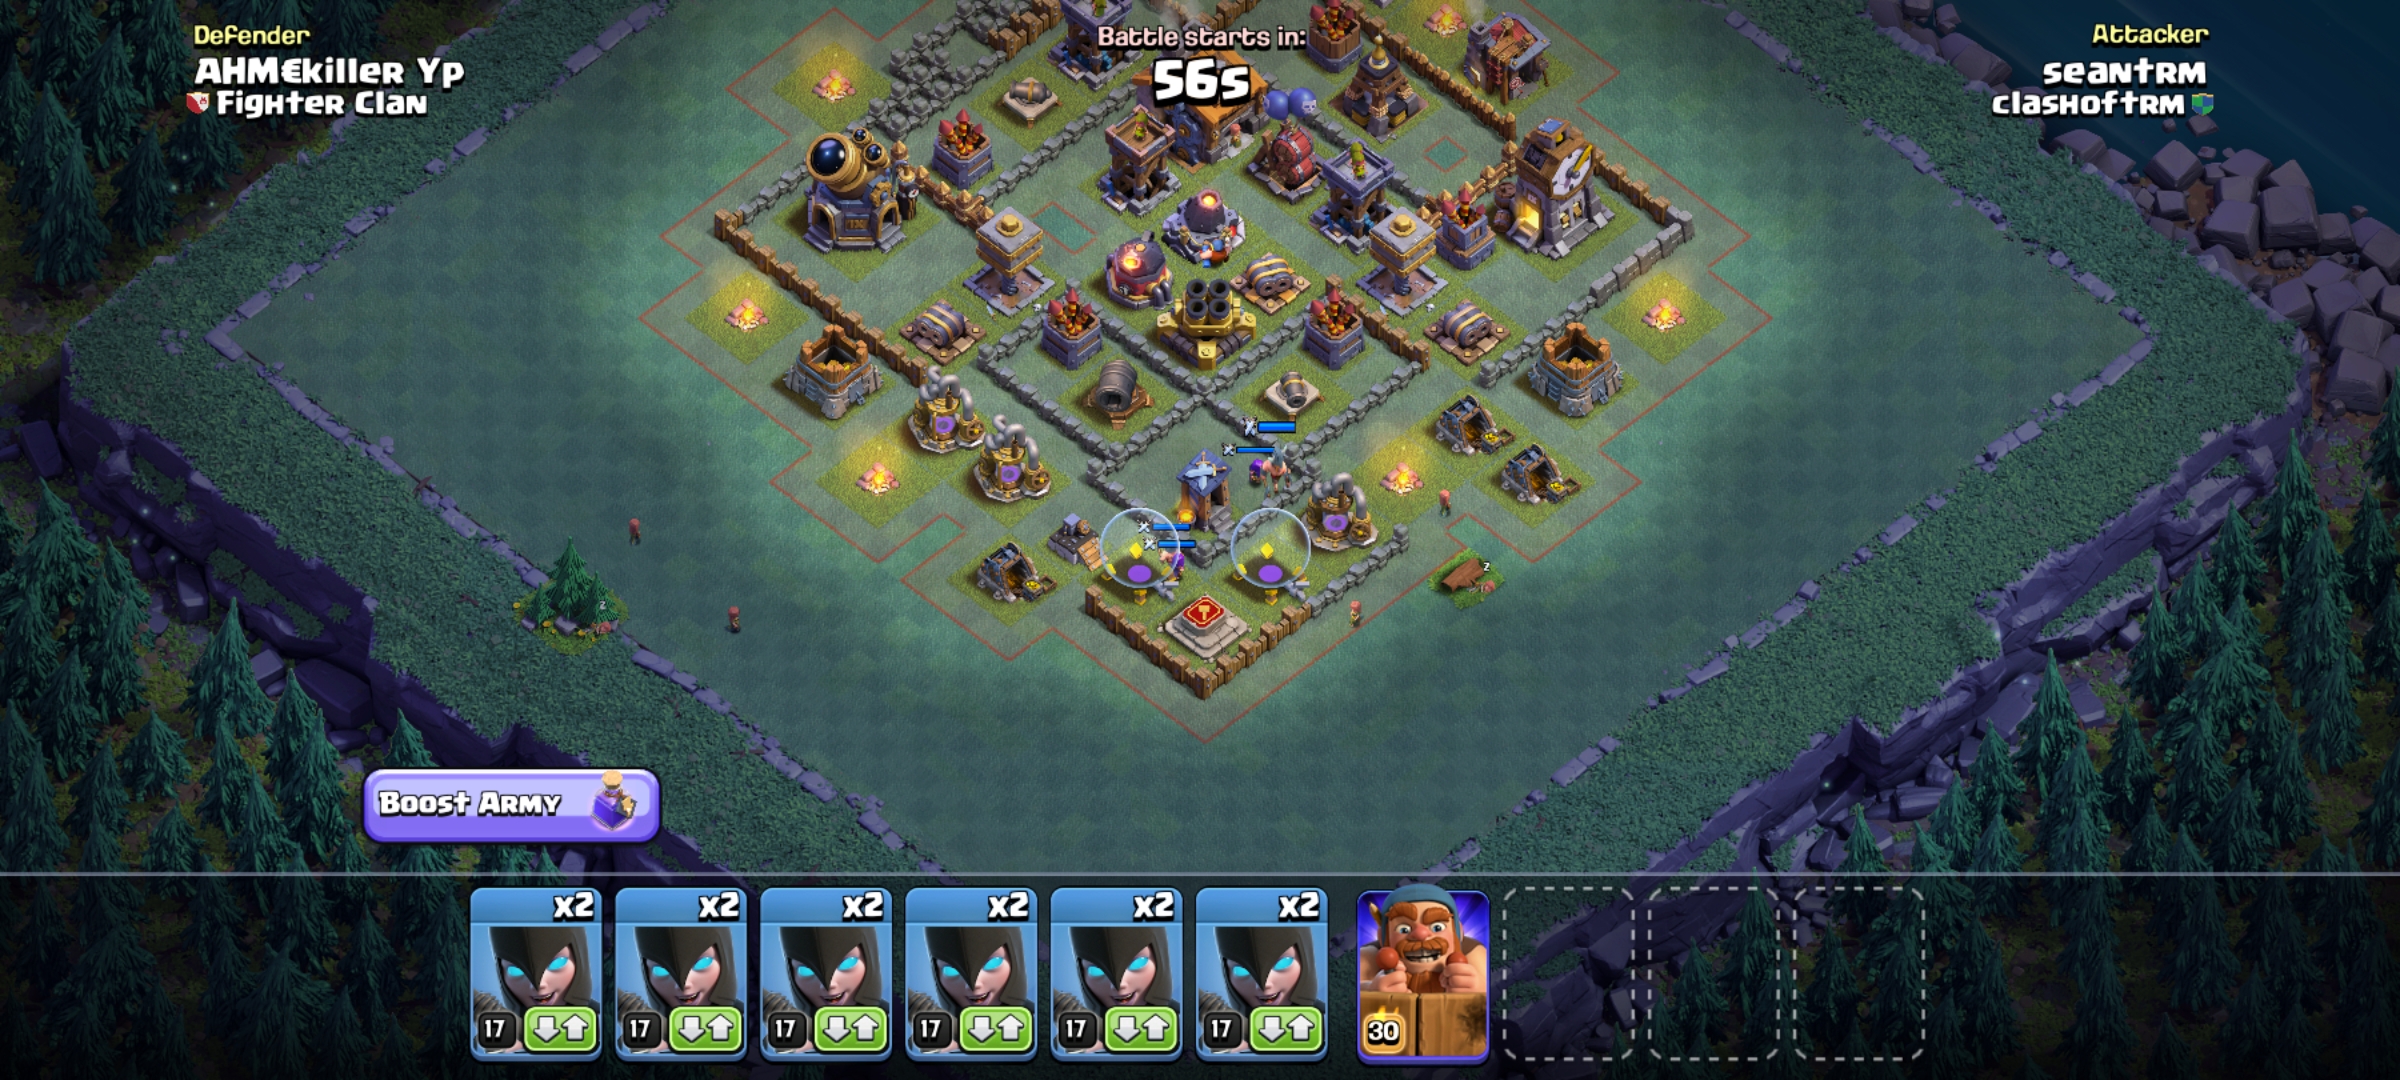 Defender
AHM€killer Yp
Fighter Clan
Battle starts in:
56s
Attacker
seantrm
clashoftrm
z
z
Boost Army
x2
x2
x2
x2
x2
x2
17
17
17
17
17
17
30